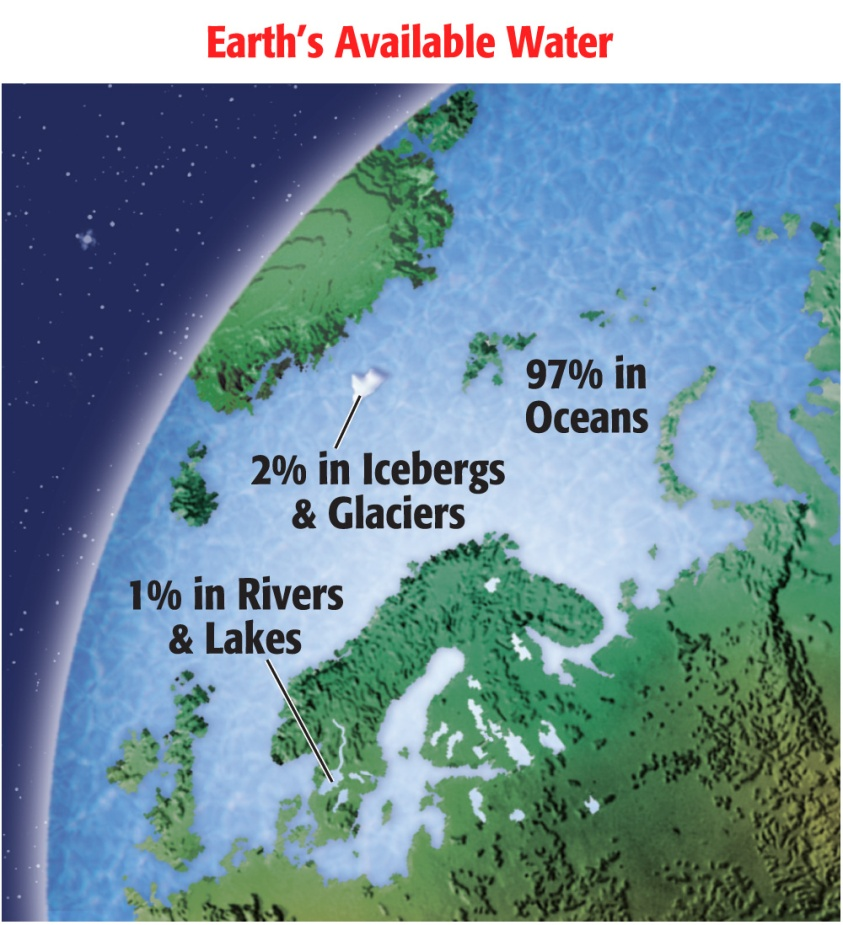 Earth's Available Water
97% in
Oceans
2% in Icebergs
& Glaciers
1% in Rivers
& Lakes